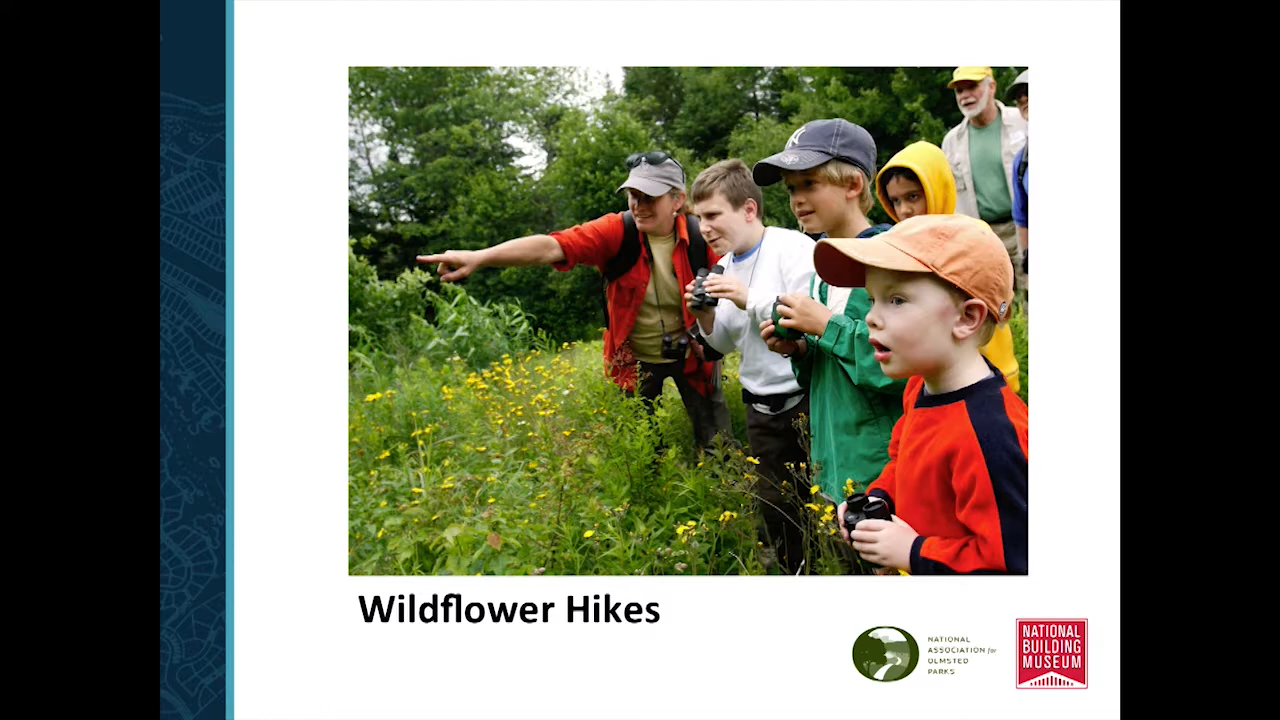 Wildflower Hikes
NATIONAL
ASSOCIATION for
OLMSTED
PARKS
NATIONAL
BUILDING
MUSEUM